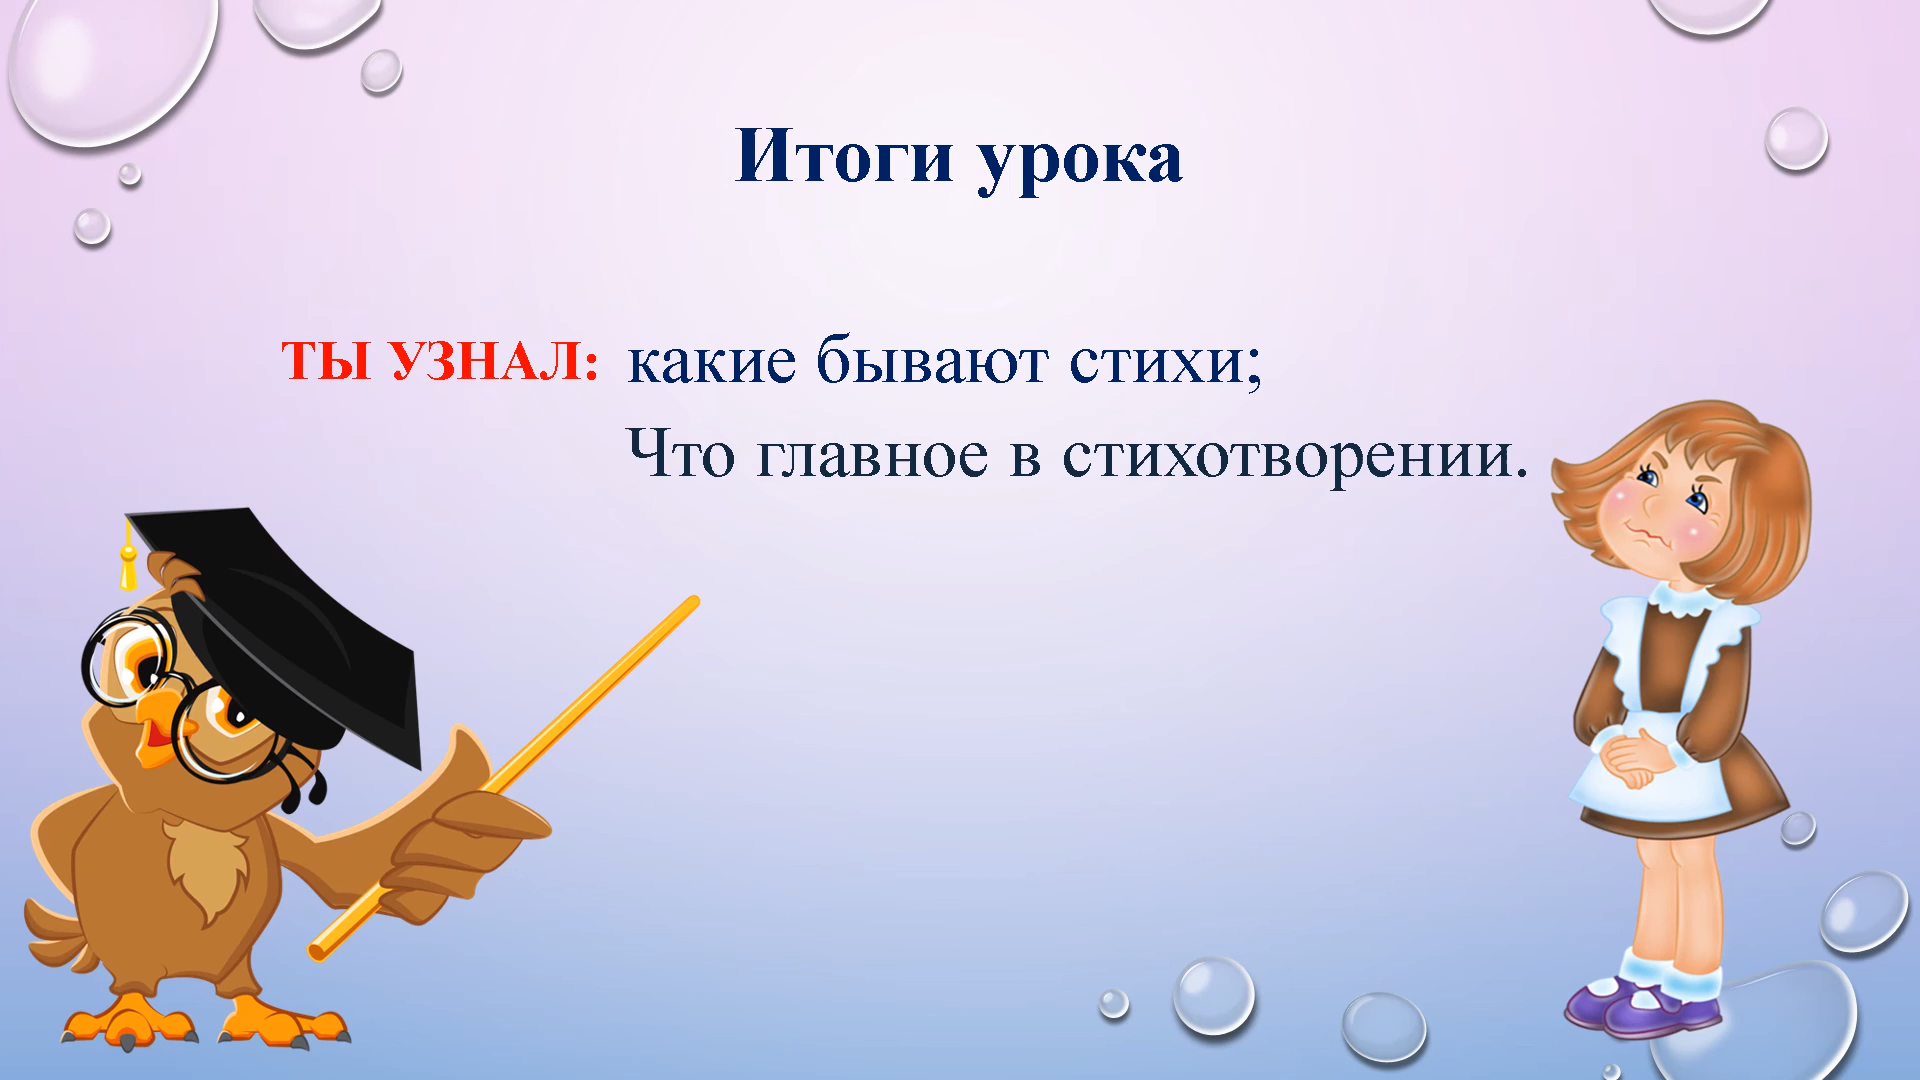 Итоги урока
ТЫ УЗНАЛ: какие бывают стихи;
Что главное в стихотворении.